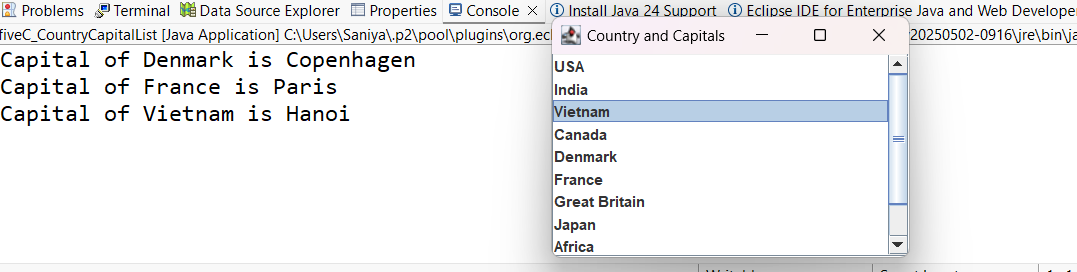 Problems Terminal Data Source Explorer Properties Console Install Java 24 Support Eclipse IDE for Enterprise Java and Web Developer
fiveC_CountryCapitalList [Java Application] C:\Users\Saniya\.p2\pool\plugins\org.ec
20250502-0916\jre\bin\ja
Capital of Denmark is Copenhagen
Capital of France is Paris
Capital of Vietnam is Hanoi
Country and Capitals
USA
India
Vietnam
Canada
Denmark
France
Great Britain
Japan
Africa